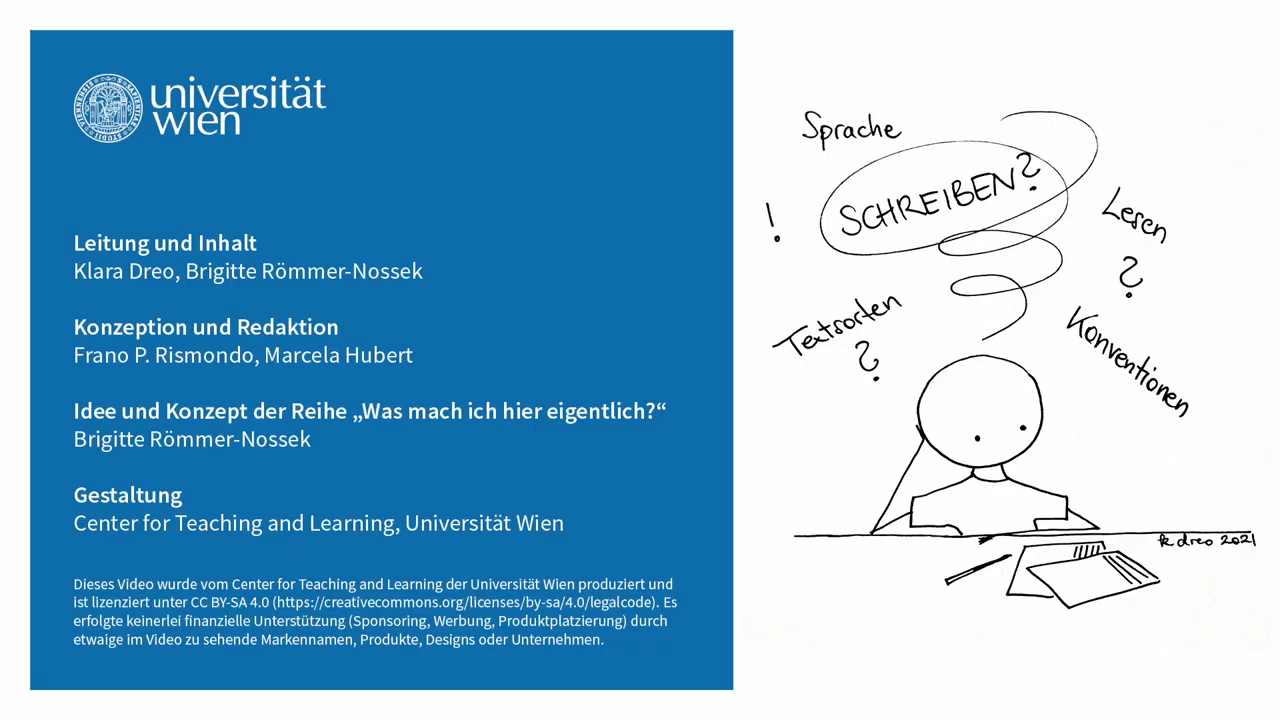 universität
wien
Leitung und Inhalt
Klara Dreo, Brigitte Römmer-Nossek
Konzeption und Redaktion
Frano P. Rismondo, Marcela Hubert
Idee und Konzept der Reihe „Was mach ich hier eigentlich?“
Brigitte Römmer-Nossek
Gestaltung
Center for Teaching and Learning, Universität Wien
Dieses Video wurde vom Center for Teaching and Learning der Universität Wien produziert und
ist lizenziert unter CC BY-SA 4.0 (https://creativecommons.org/licenses/by-sa/4.0/legalcode). Es
erfolgte keinerlei finanzielle Unterstützung (Sponsoring, Werbung, Produktplatzierung) durch
etwaige im Video zu sehende Markennamen, Produkte, Designs oder Unternehmen.
Sprache
SCHREIBEN?
!
Lesen
?
Textsorten
?
Konventionen
k dreo 2021